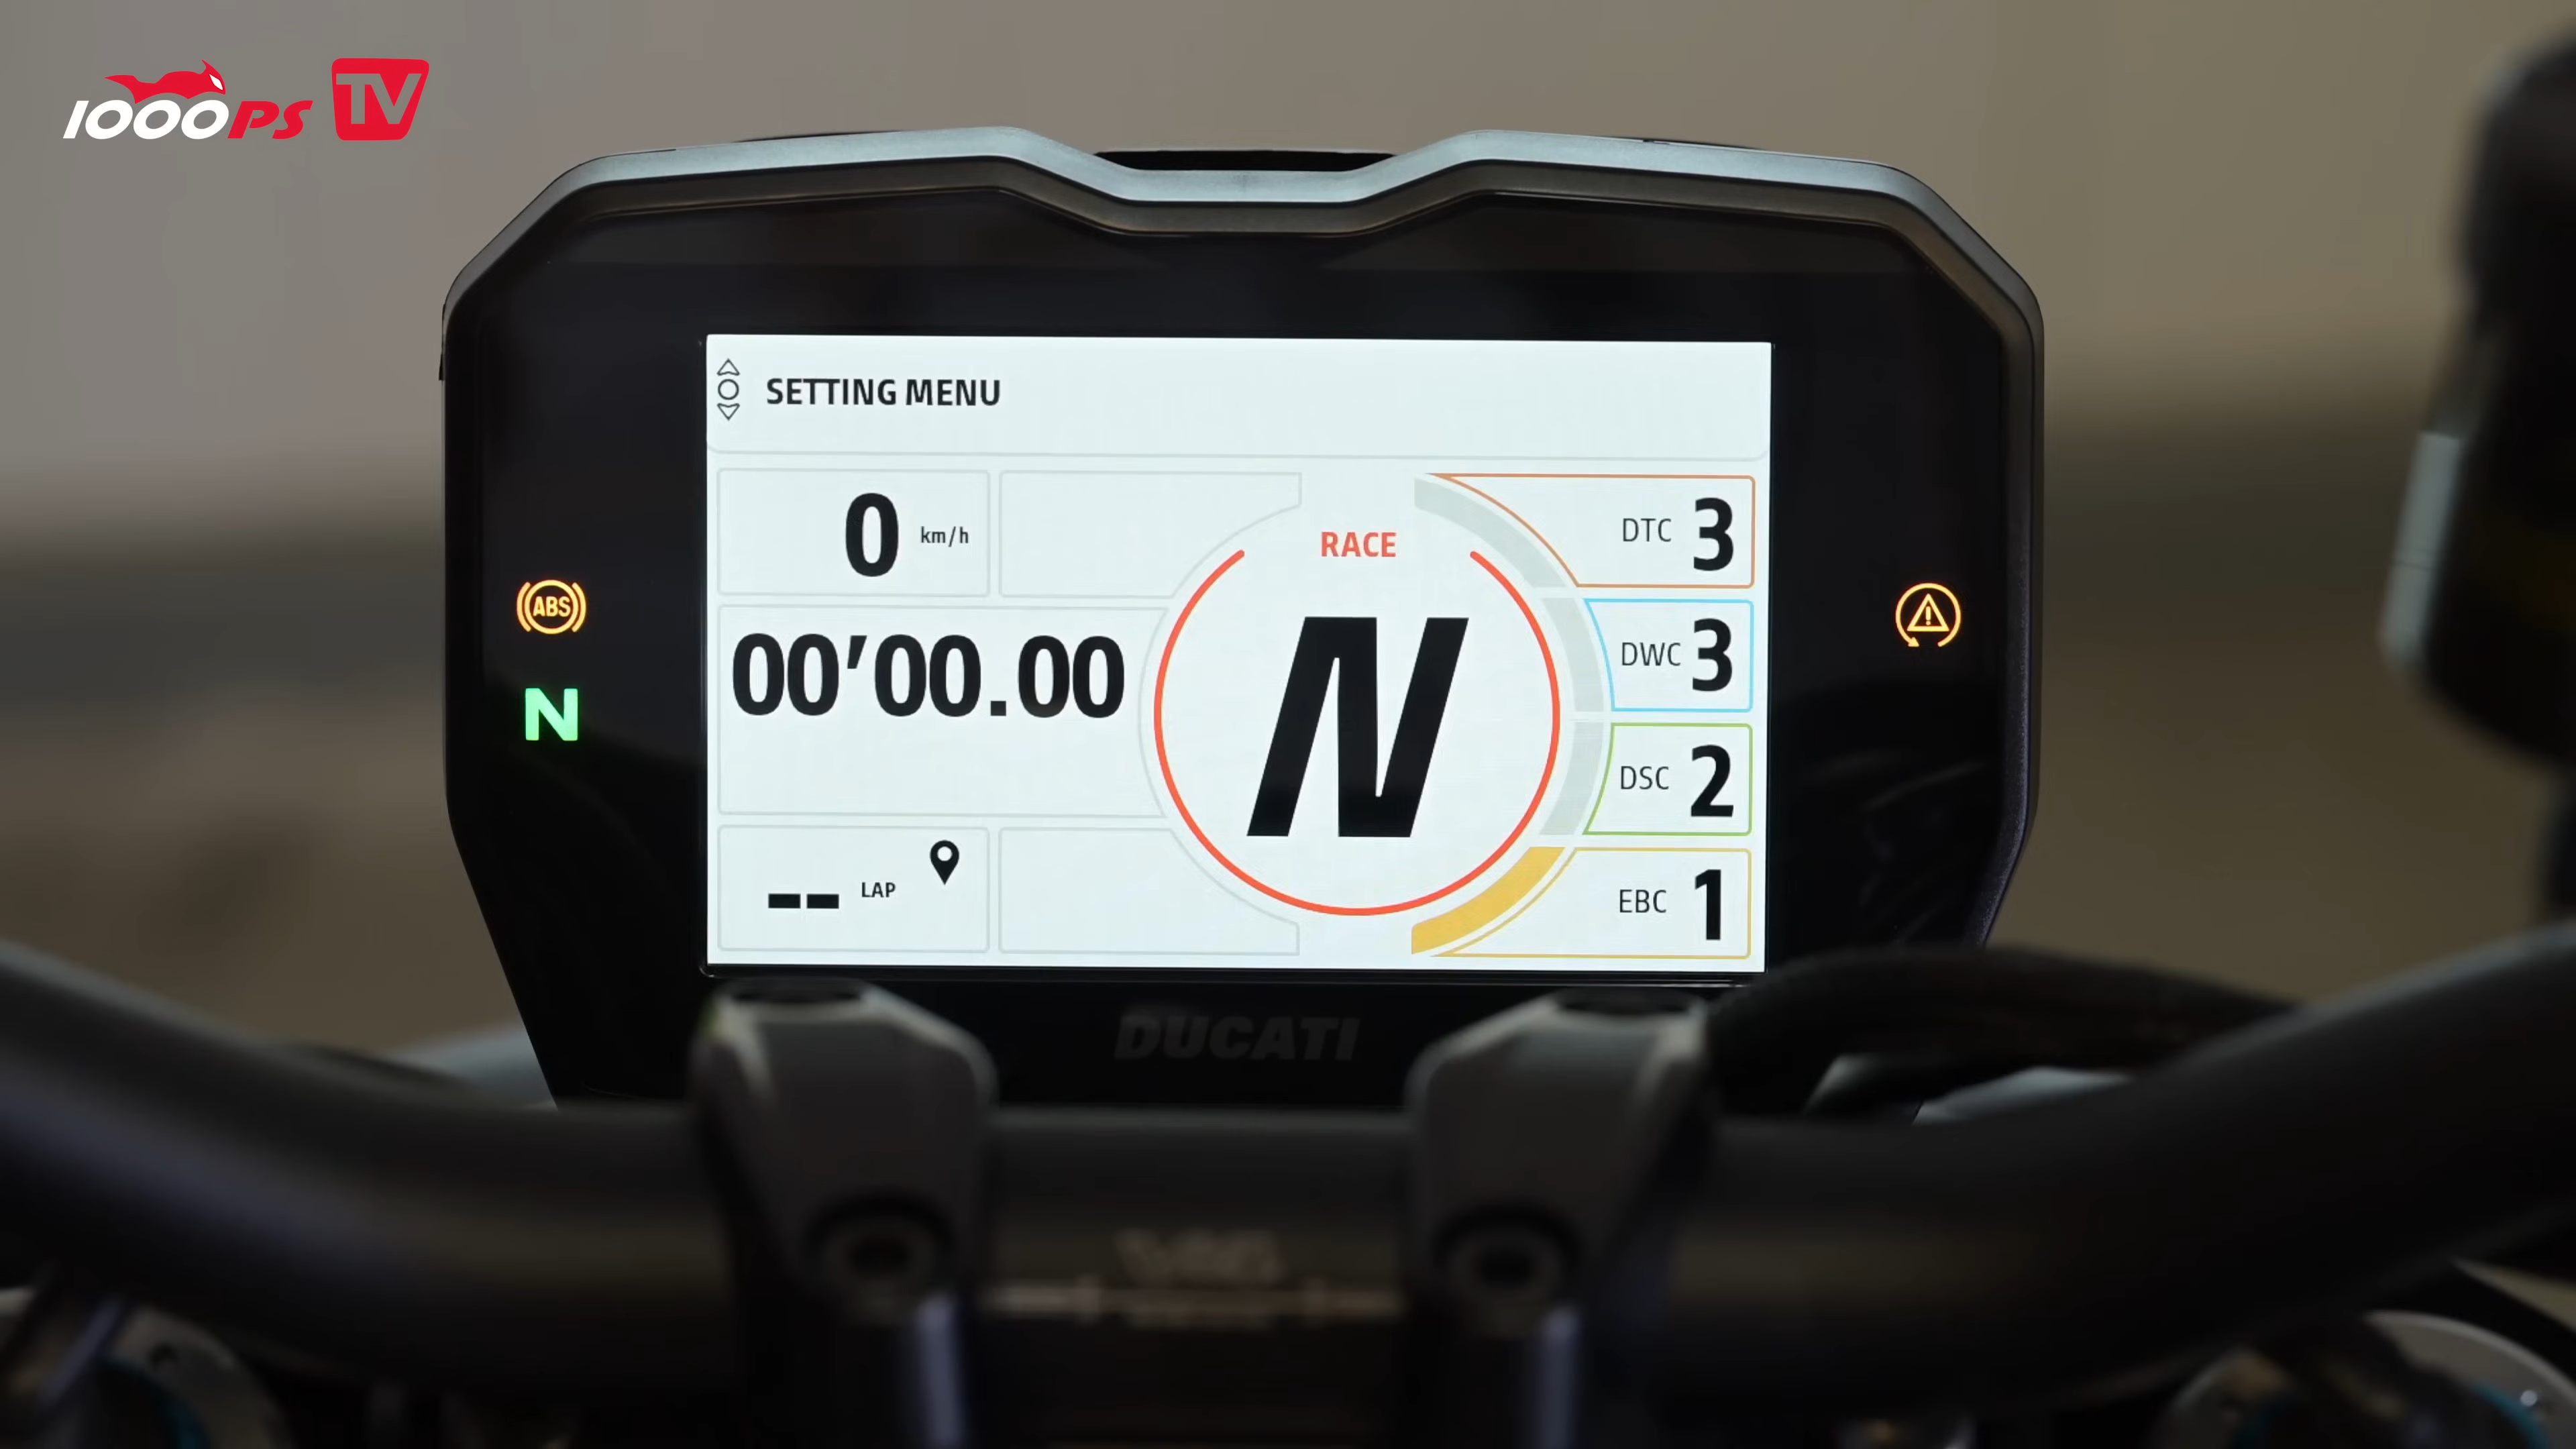 1000PS TV
SETTING MENU
0 km/h
RACE
DTC 3
ABS
DWC 3
00'00.00
N
N
DSC 2
-- LAP
EBC 1
DUCATI